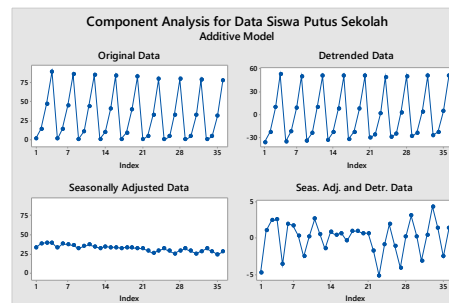 Component Analysis for Data Siswa Putus Sekolah
Additive Model
Original Data
Detrended Data
75
50
25
0
1 7 14 21 28 35
Index
60
30
0
-30
1 7 14 21 28 35
Index
Seasonally Adjusted Data
Seas. Adj. and Detr. Data
75
50
25
0
1 7 14 21 28 35
Index
5
0
-5
1 7 14 21 28 35
Index